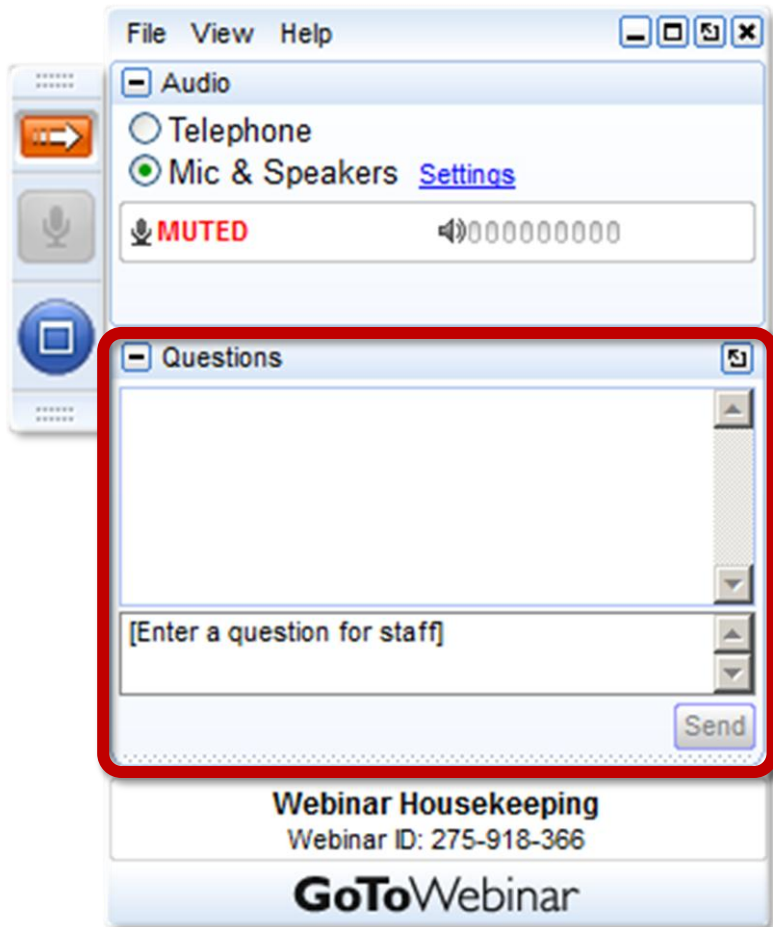 File View Help
Audio
Telephone
Mic & Speakers Settings
MUTED
Questions
[Enter a question for staff]
Send
Webinar Housekeeping
Webinar ID: 275-918-366
GoToWebinar